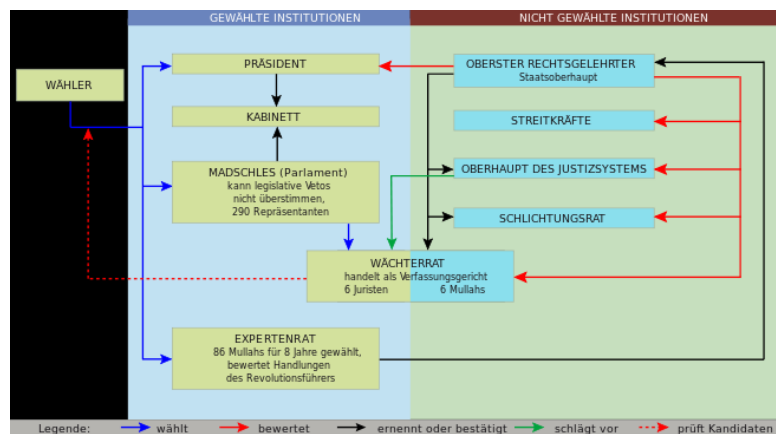 GEWÄHLTE INSTITUTIONEN
NICHT GEWÄHLTE INSTITUTIONEN
WÄHLER
PRÄSIDENT
KABINETT
MADSCHLES (Parlament)
kann legislative Vetos
nicht überstimmen,
290 Repräsentanten
OBERSTER RECHTSGELEHRTER
Staatsoberhaupt
STREITKRÄFTE
OBERHAUPT DES JUSTIZSYSTEMS
SCHLICHTUNGSRAT
WÄCHTERRAT
handelt als Verfassungsgericht
6 Juristen 6 Mullahs
EXPERTENRAT
86 Mullahs für 8 Jahre gewählt,
bewertet Handlungen
des Revolutionsführers
Legende: wählt bewertet ernennt oder bestätigt schlägt vor prüft Kandidaten